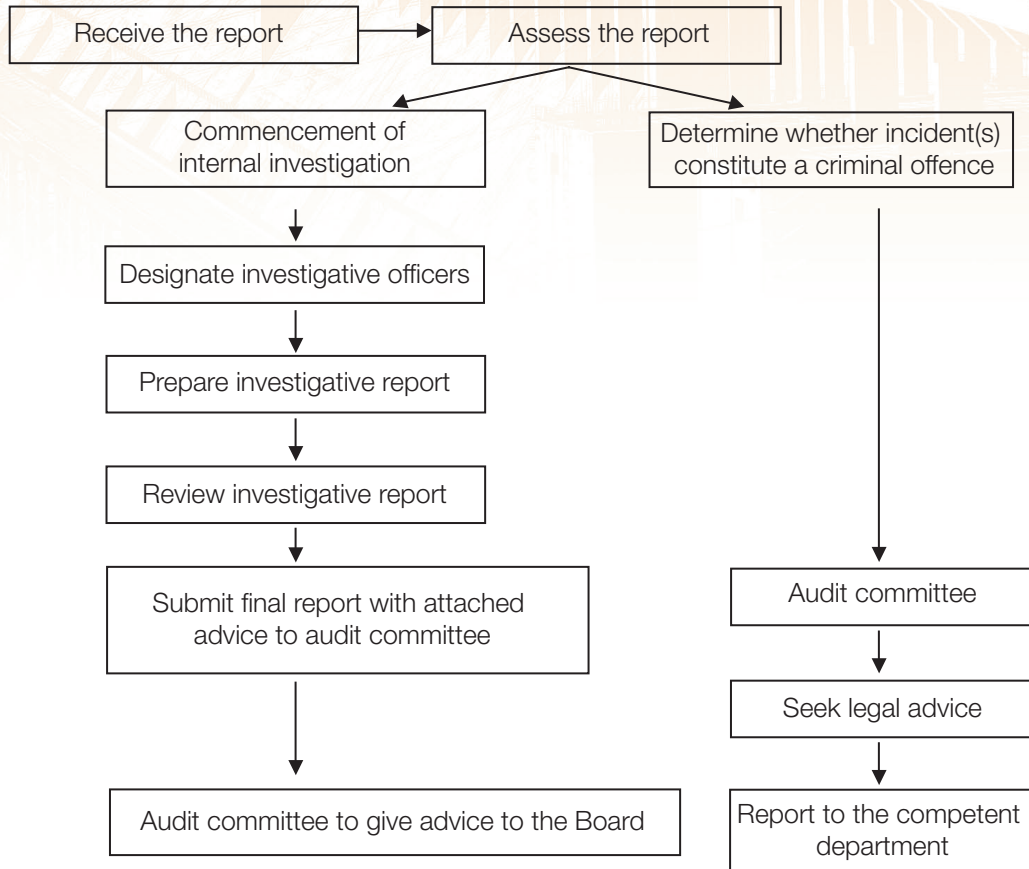 Receive the report
Assess the report
Commencement of
internal investigation
Determine whether incident(s)
constitute a criminal offence
Designate investigative officers
Prepare investigative report
Review investigative report
Submit final report with attached
advice to audit committee
Audit committee to give advice to the Board
Audit committee
Seek legal advice
Report to the competent
department